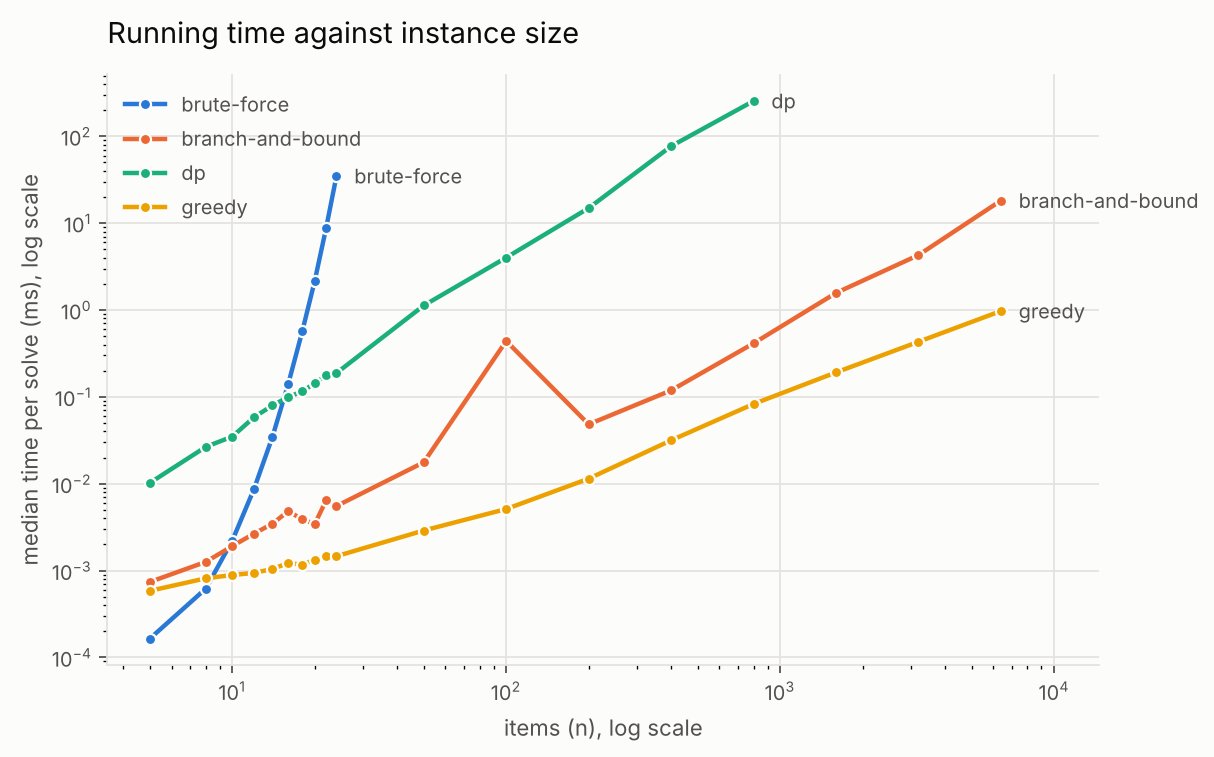 Running time against instance size
brute-force
branch-and-bound
dp
greedy
dp
brute-force
branch-and-bound
greedy
10²
10¹
10⁰
10⁻¹
10⁻²
10⁻³
10⁻⁴
median time per solve (ms), log scale
10¹ 10² 10³ 10⁴
items (n), log scale